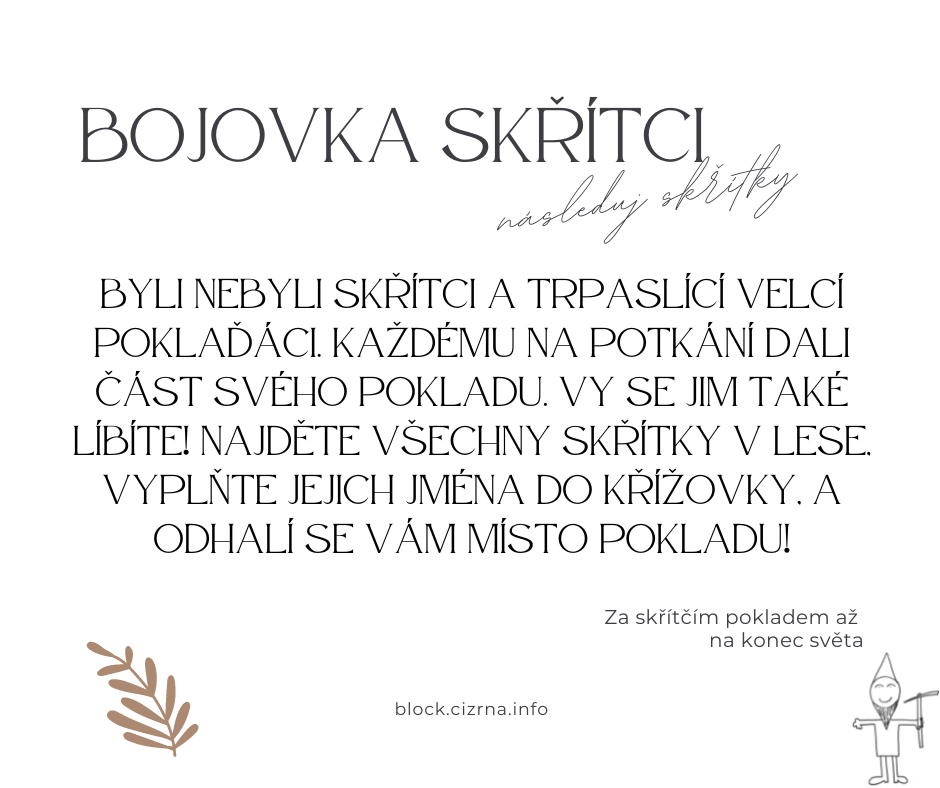 BOJOVKA SKŘÍTCI
následuj skřítky
BYLI NEBYLI SKŘÍTCI A TRPASLÍCÍ VELCÍ
POKLAĎÁCI. KAŽDÉMU NA POTKÁNÍ DALI
ČÁST SVÉHO POKLADU. VY SE JIM TAKÉ
LÍBÍTE! NAJDĚTE VŠECHNY SKŘÍTKY V LESE,
VYPLŇTE JEJICH JMÉNA DO KŘÍŽOVKY, A
ODHALÍ SE VÁM MÍSTO POKLADU!
Za skřítčím pokladem až
na konec světa
block.cizrna.info